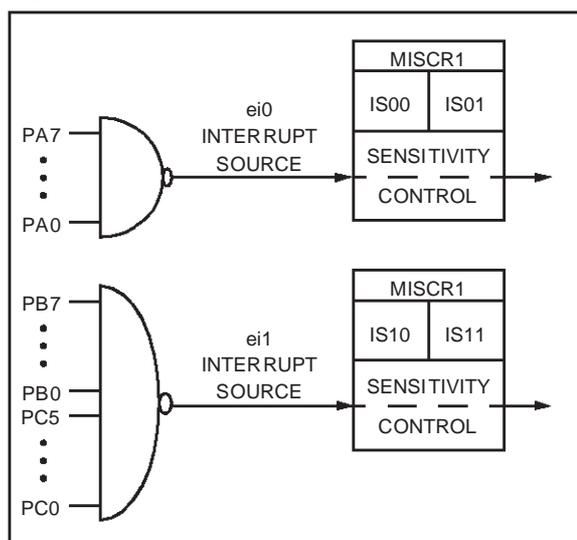 MISCR1
IS00 IS01
ei0
INTERRUPT
SOURCE
PA7
PA0
SENSITIVITY
CONTROL
MISCR1
IS10 IS11
ei1
INTERRUPT
SOURCE
PB7
PB0
PC5
PC0
SENSITIVITY
CONTROL